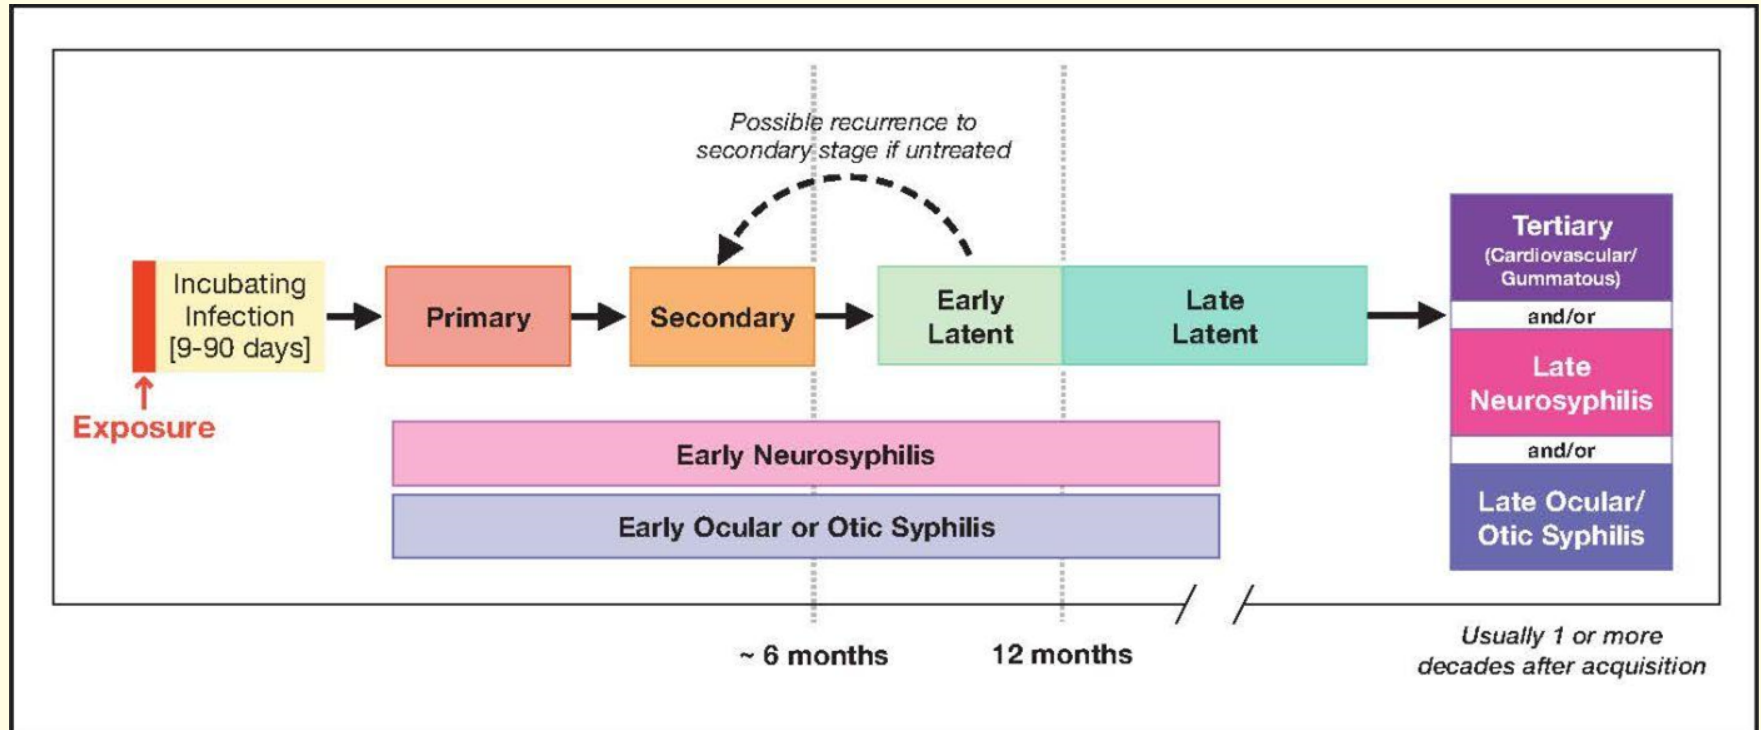 Possible recurrence to
secondary stage if untreated
Incubating
Infection
[9-90 days]
Exposure
Primary
Secondary
Early
Latent
Late
Latent
Tertiary
(Cardiovascular/
Gummatous)
and/or
Late
Neurosyphilis
and/or
Late Ocular/
Otic Syphilis
Early Neurosyphilis
Early Ocular or Otic Syphilis
~ 6 months
12 months
Usually 1 or more
decades after acquisition